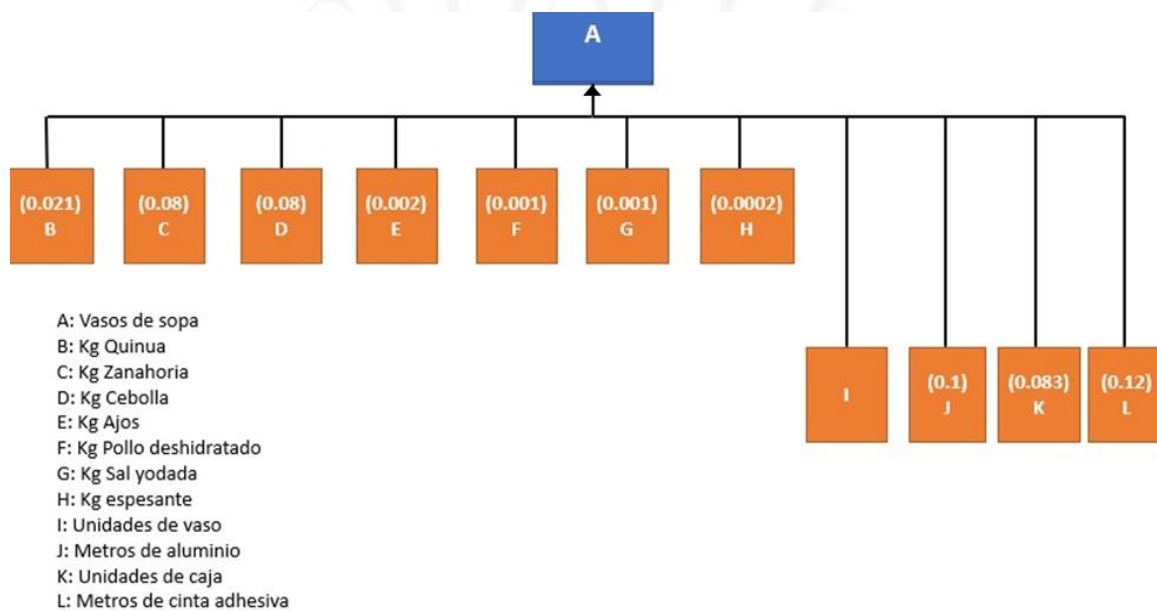 A
(0.021)
B
(0.08)
C
(0.08)
D
(0.002)
E
(0.001)
F
(0.001)
G
(0.0002)
H
I
(0.1)
J
(0.083)
K
(0.12)
L
A: Vasos de sopa
B: Kg Quinua
C: Kg Zanahoria
D: Kg Cebolla
E: Kg Ajos
F: Kg Pollo deshidratado
G: Kg Sal yodada
H: Kg espesante
I: Unidades de vaso
J: Metros de aluminio
K: Unidades de caja
L: Metros de cinta adhesiva